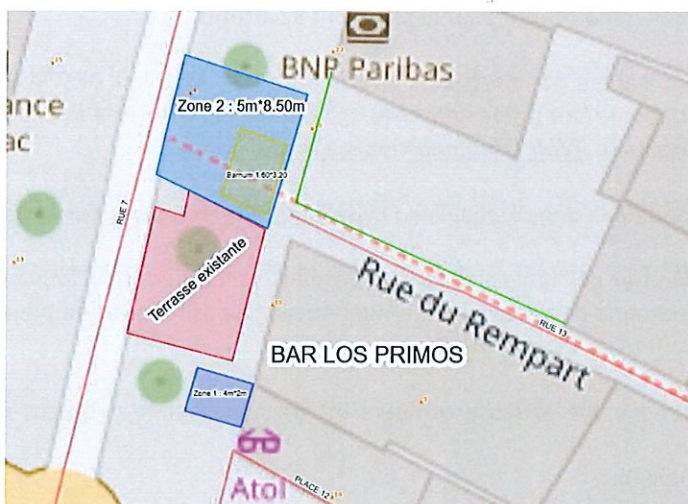 BNP Paribas
ance
ac
Zone 2 : 5m*8.50m
Barnum 1.60*3.20
RUE 7
Terrasse existante
Rue du Rempart
RUE 13
BAR LOS PRIMOS
Zone 1 : 4m*2m
Atol
PLACE 12